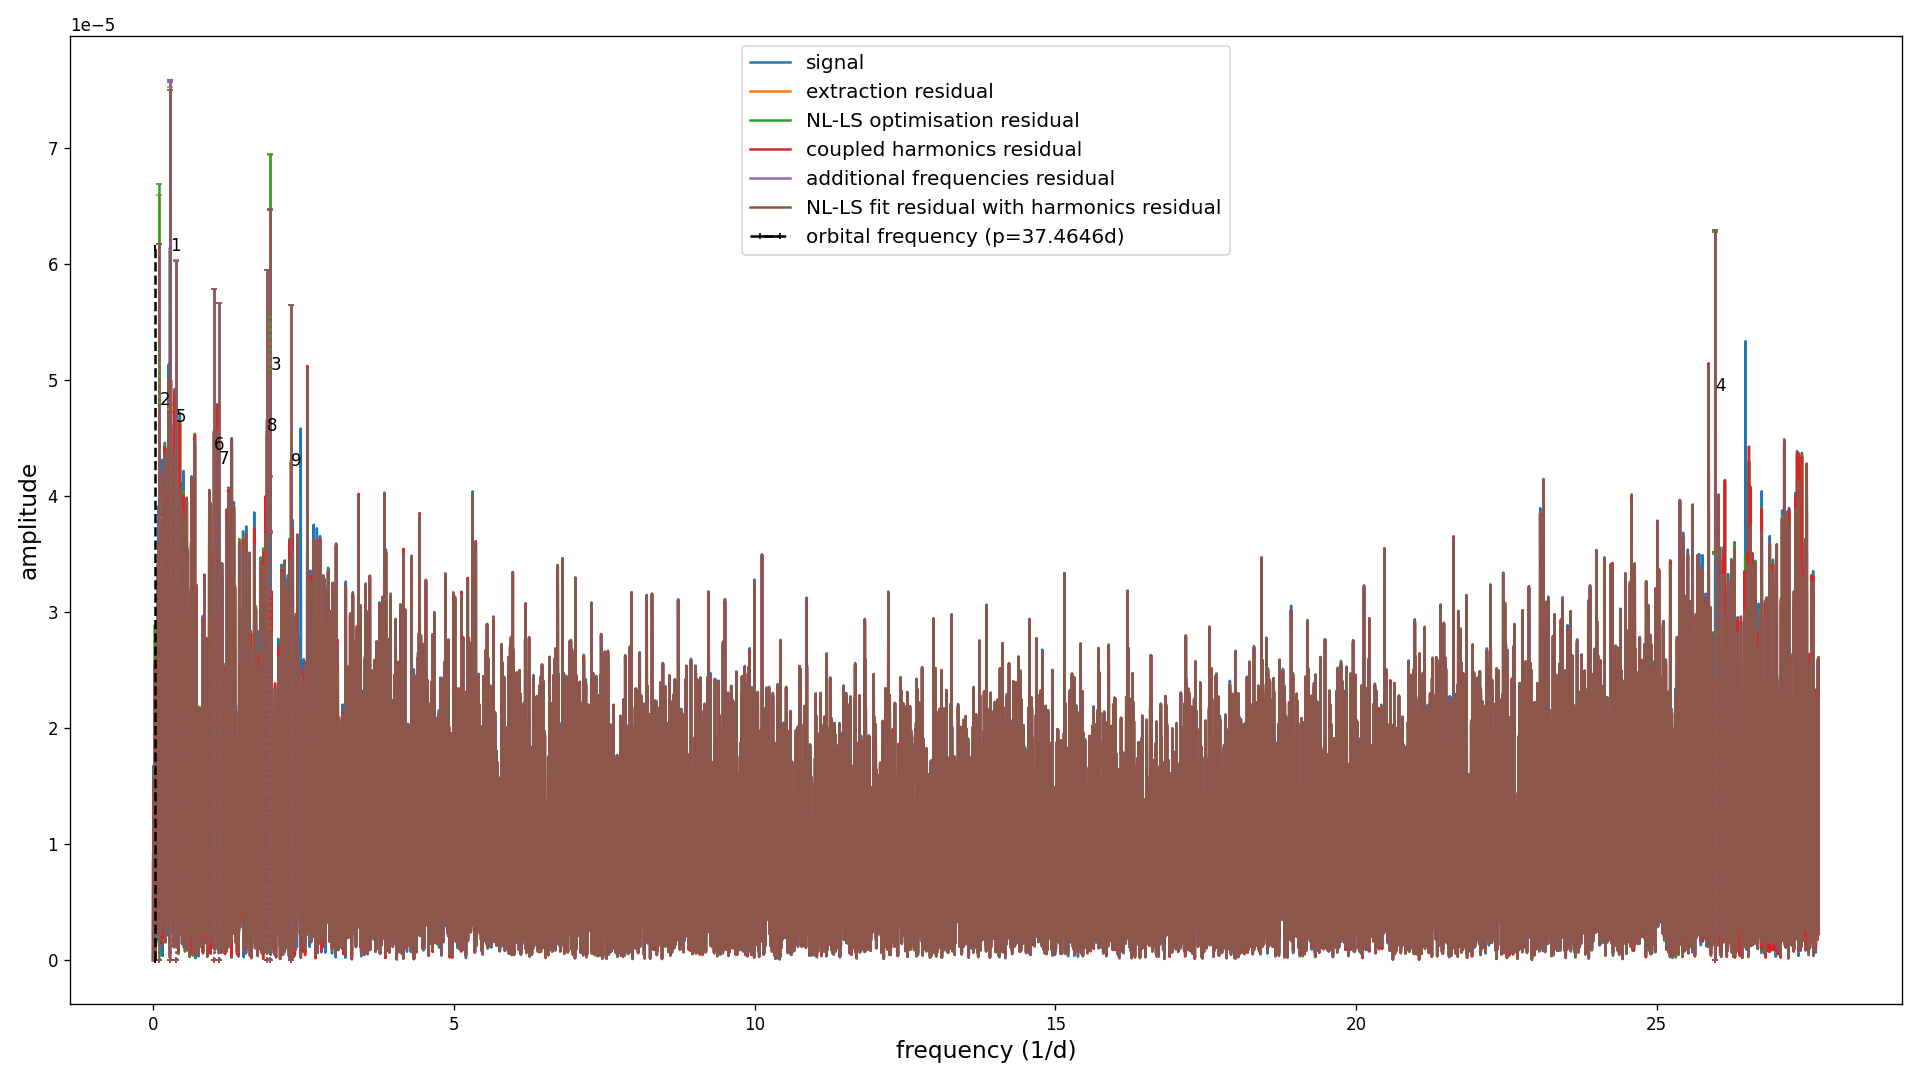 1e−5
signal
extraction residual
NL-LS optimisation residual
coupled harmonics residual
additional frequencies residual
NL-LS fit residual with harmonics residual
orbital frequency (p=37.4646d)
7
6
5
4
3
2
1
0
amplitude
1
2
3
4
5
6
7
8
9
0
5
10
15
20
25
frequency (1/d)